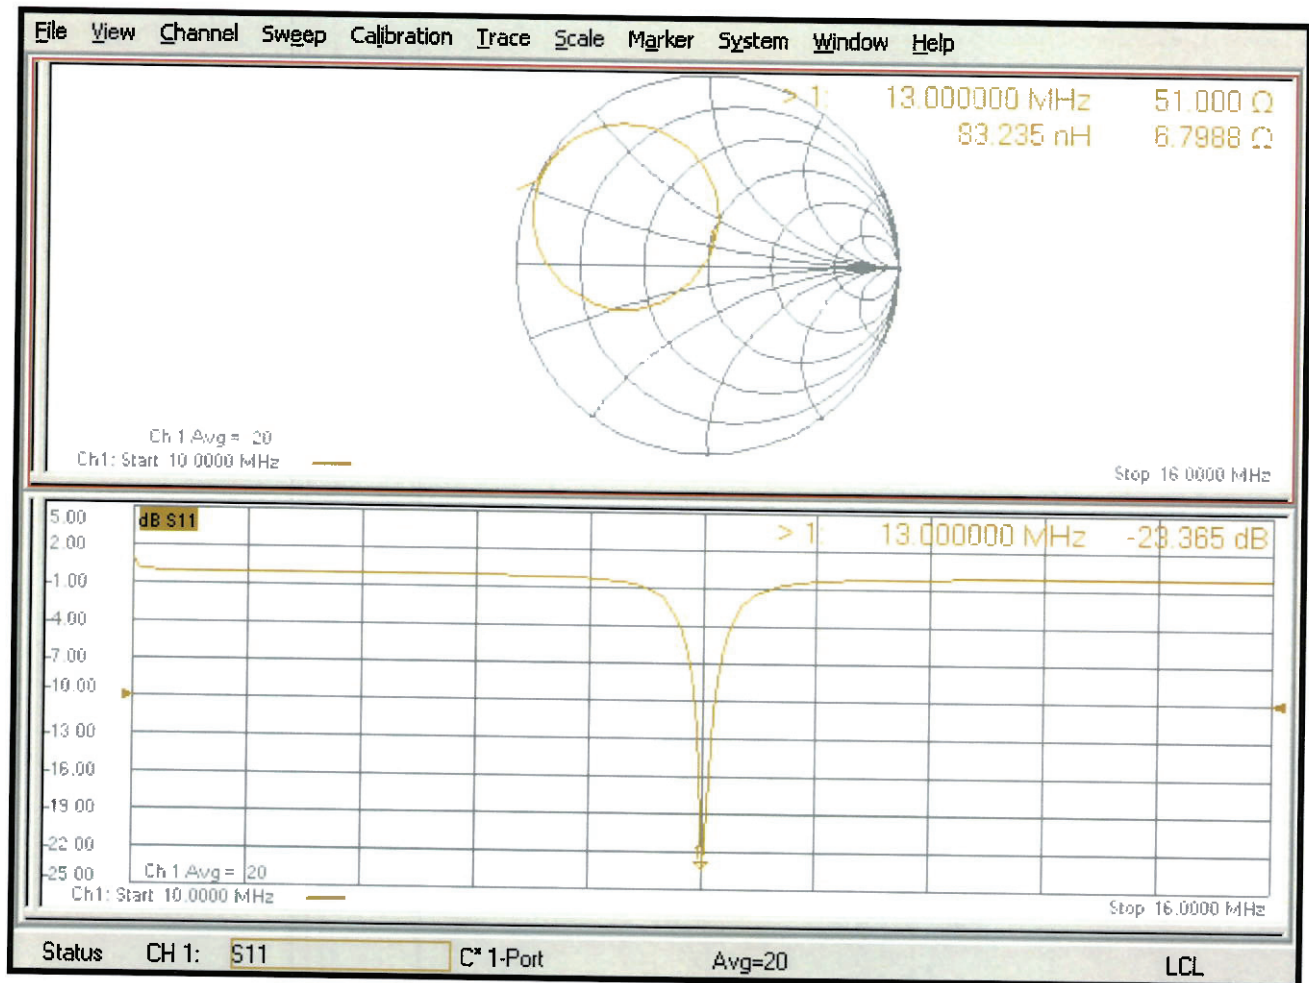 File View Channel Sweep Calibration Trace Scale Marker System Window Help
> 1: 13.000000 MHz 51.000 Ω
83.235 nH 6.7988 Ω
Ch 1 Avg = 20
Ch1: Start 10.0000 MHz
Stop 16.0000 MHz
5.00
dB S11
> 1: 13.000000 MHz -23.365 dB
2.00
-1.00
-4.00
-7.00
-10.00
-13.00
-16.00
-19.00
-22.00
-25.00
Ch 1 Avg = 20
Ch1: Start 10.0000 MHz
Stop 16.0000 MHz
Status CH 1: S11 C* 1-Port Avg=20 LCL